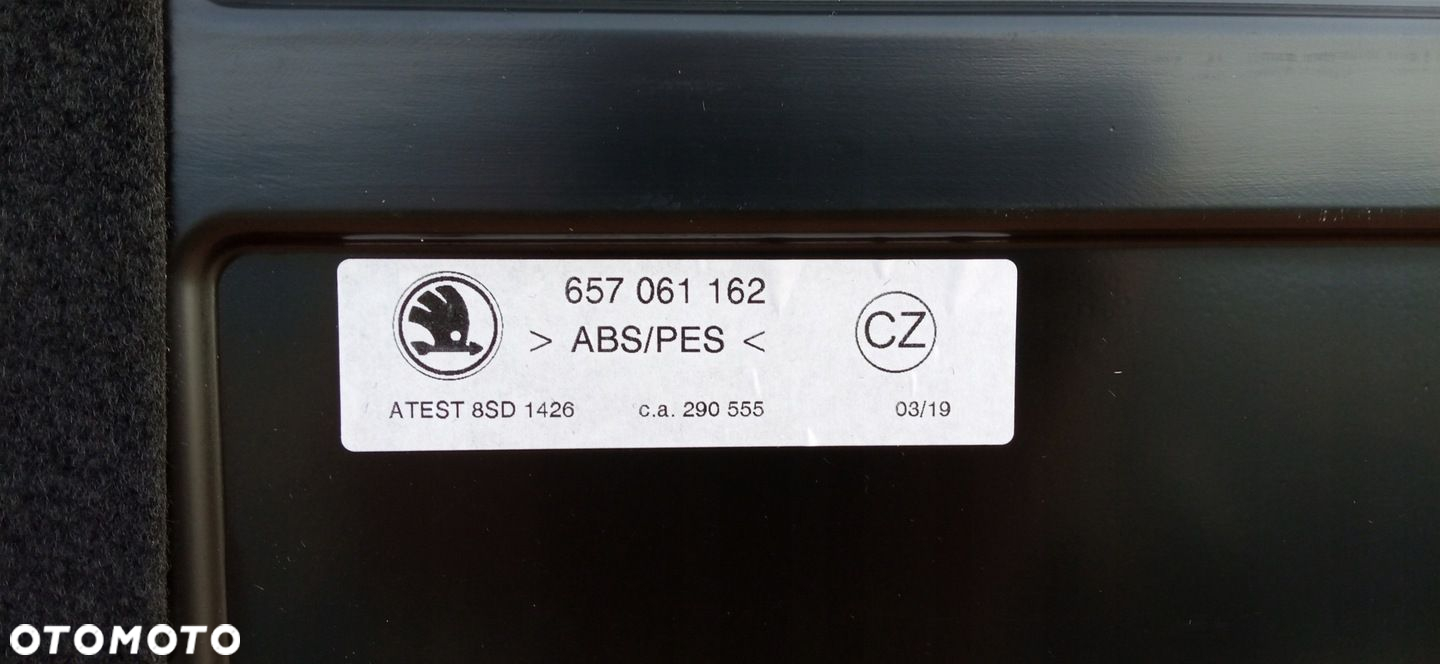 657 061 162
> ABS/PES <
CZ
ATEST 8SD 1426 c.a. 290 555 03/19
OTOMOTO